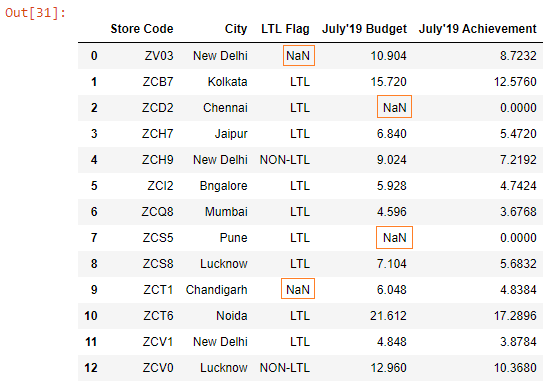 Out[31]:
Store Code City LTL Flag July'19 Budget July'19 Achievement
0 ZV03 New Delhi NaN 10.904 8.7232
1 ZCB7 Kolkata LTL 15.720 12.5760
2 ZCD2 Chennai LTL NaN 0.0000
3 ZCH7 Jaipur LTL 6.840 5.4720
4 ZCH9 New Delhi NON-LTL 9.024 7.2192
5 ZCI2 Bngalore LTL 5.928 4.7424
6 ZCQ8 Mumbai LTL 4.596 3.6768
7 ZCS5 Pune LTL NaN 0.0000
8 ZCS8 Lucknow LTL 7.104 5.6832
9 ZCT1 Chandigarh NaN 6.048 4.8384
10 ZCT6 Noida LTL 21.612 17.2896
11 ZCV1 New Delhi LTL 4.848 3.8784
12 ZCV0 Lucknow NON-LTL 12.960 10.3680